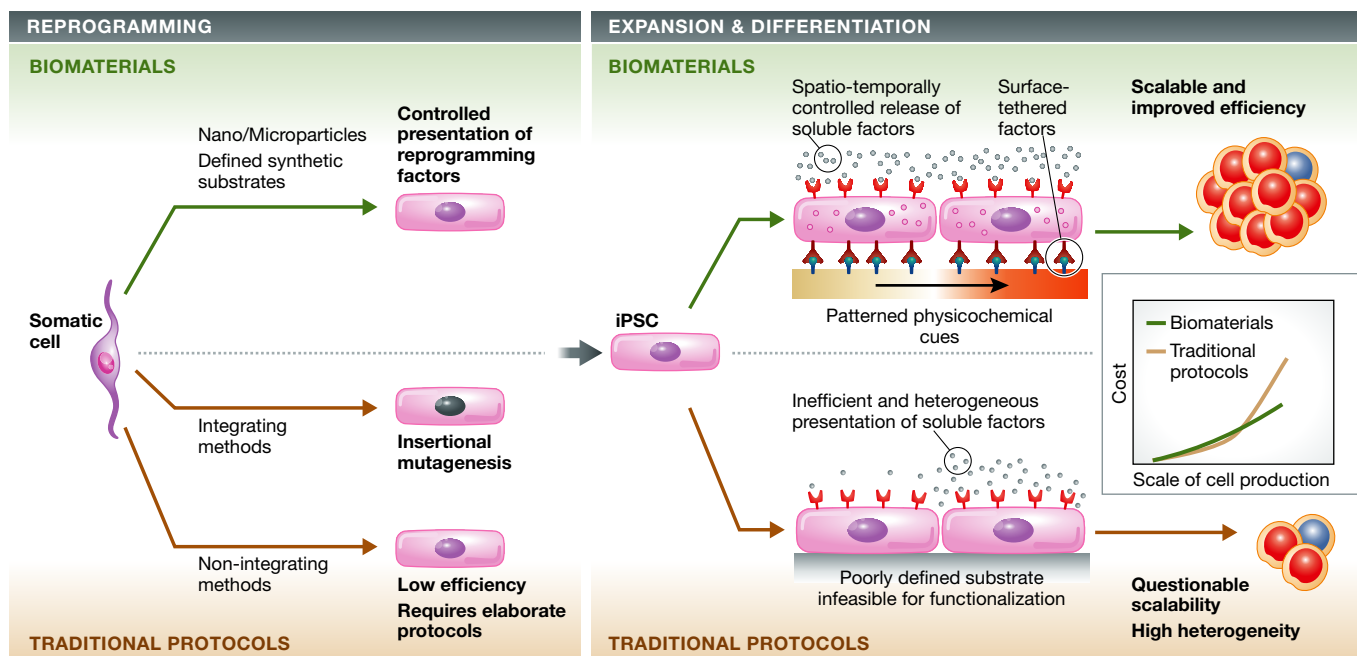 REPROGRAMMING
BIOMATERIALS
Nano/Microparticles
Defined synthetic
substrates
Controlled
presentation of
reprogramming
factors
Somatic
cell
Integrating
methods
Insertional
mutagenesis
Non-integrating
methods
Low efficiency
Requires elaborate
protocols
TRADITIONAL PROTOCOLS
EXPANSION & DIFFERENTIATION
BIOMATERIALS
Spatio-temporally
controlled release of
soluble factors
Surface-
tethered
factors
Scalable and
improved efficiency
iPSC
Patterned physicochemical
cues
Biomaterials
Traditional
protocols
Cost
Scale of cell production
Inefficient and heterogeneous
presentation of soluble factors
Poorly defined substrate
infeasible for functionalization
Questionable
scalability
High heterogeneity
TRADITIONAL PROTOCOLS